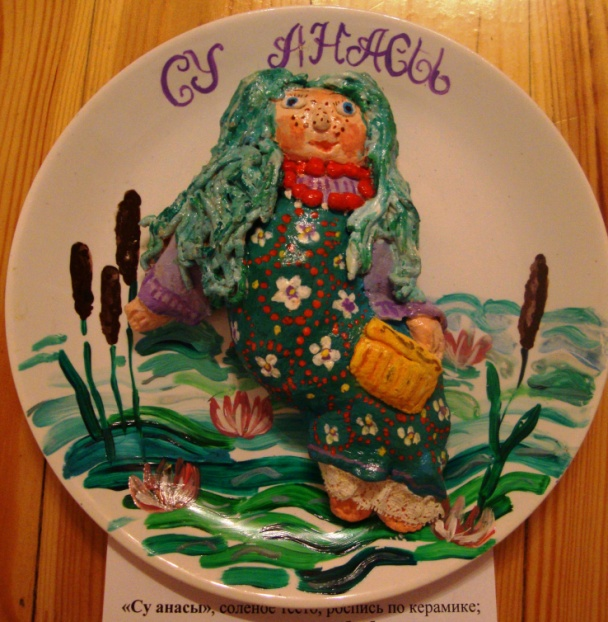 СУ АНАСЫ
«Су анасы», соленое тесто, роспись по керамике;